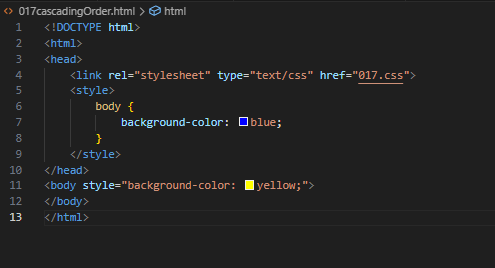 017cascadingOrder.html > html
1 <!DOCTYPE html>
2 <html>
3 <head>
4     <link rel="stylesheet" type="text/css" href="017.css">
5     <style>
6         body {
7             background-color: blue;
8         }
9     </style>
10 </head>
11 <body style="background-color: yellow;">
12 </body>
13 </html>